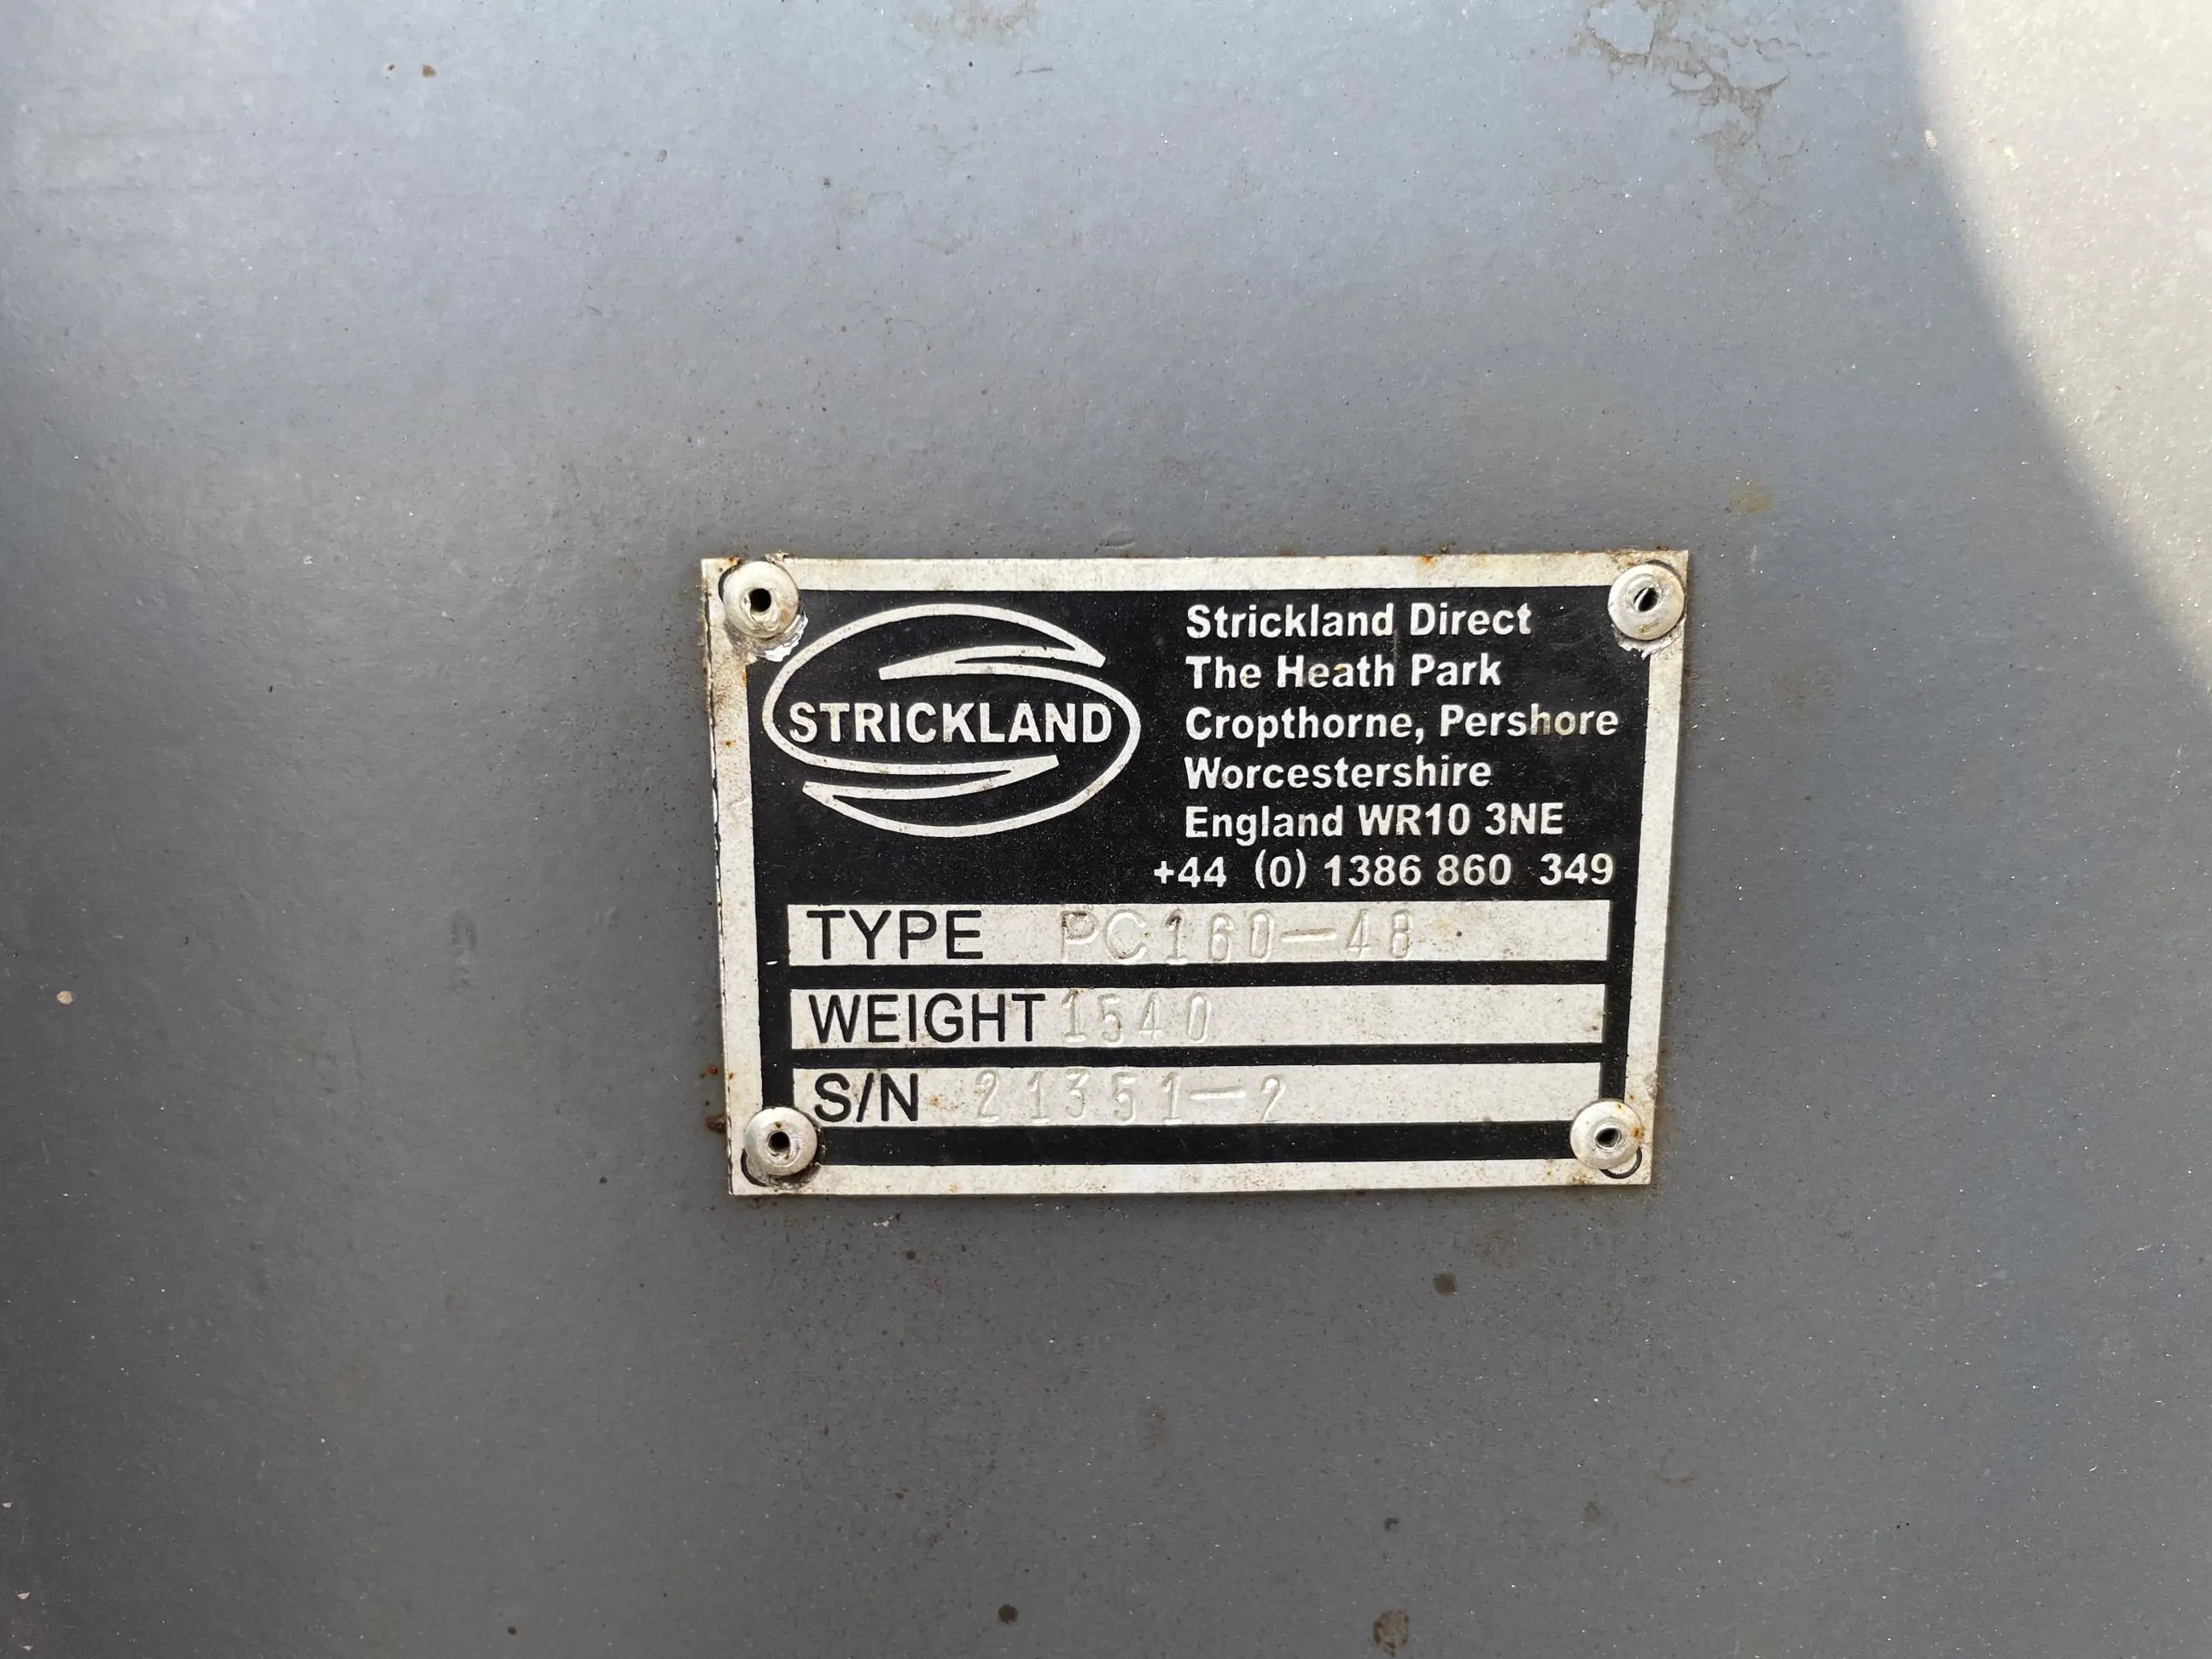 STRICKLAND
Strickland Direct
The Heath Park
Cropthorne, Pershore
Worcestershire
England WR10 3NE
+44 (0) 1386 860 349
TYPE PC160-48
WEIGHT 1540
S/N 21351-2